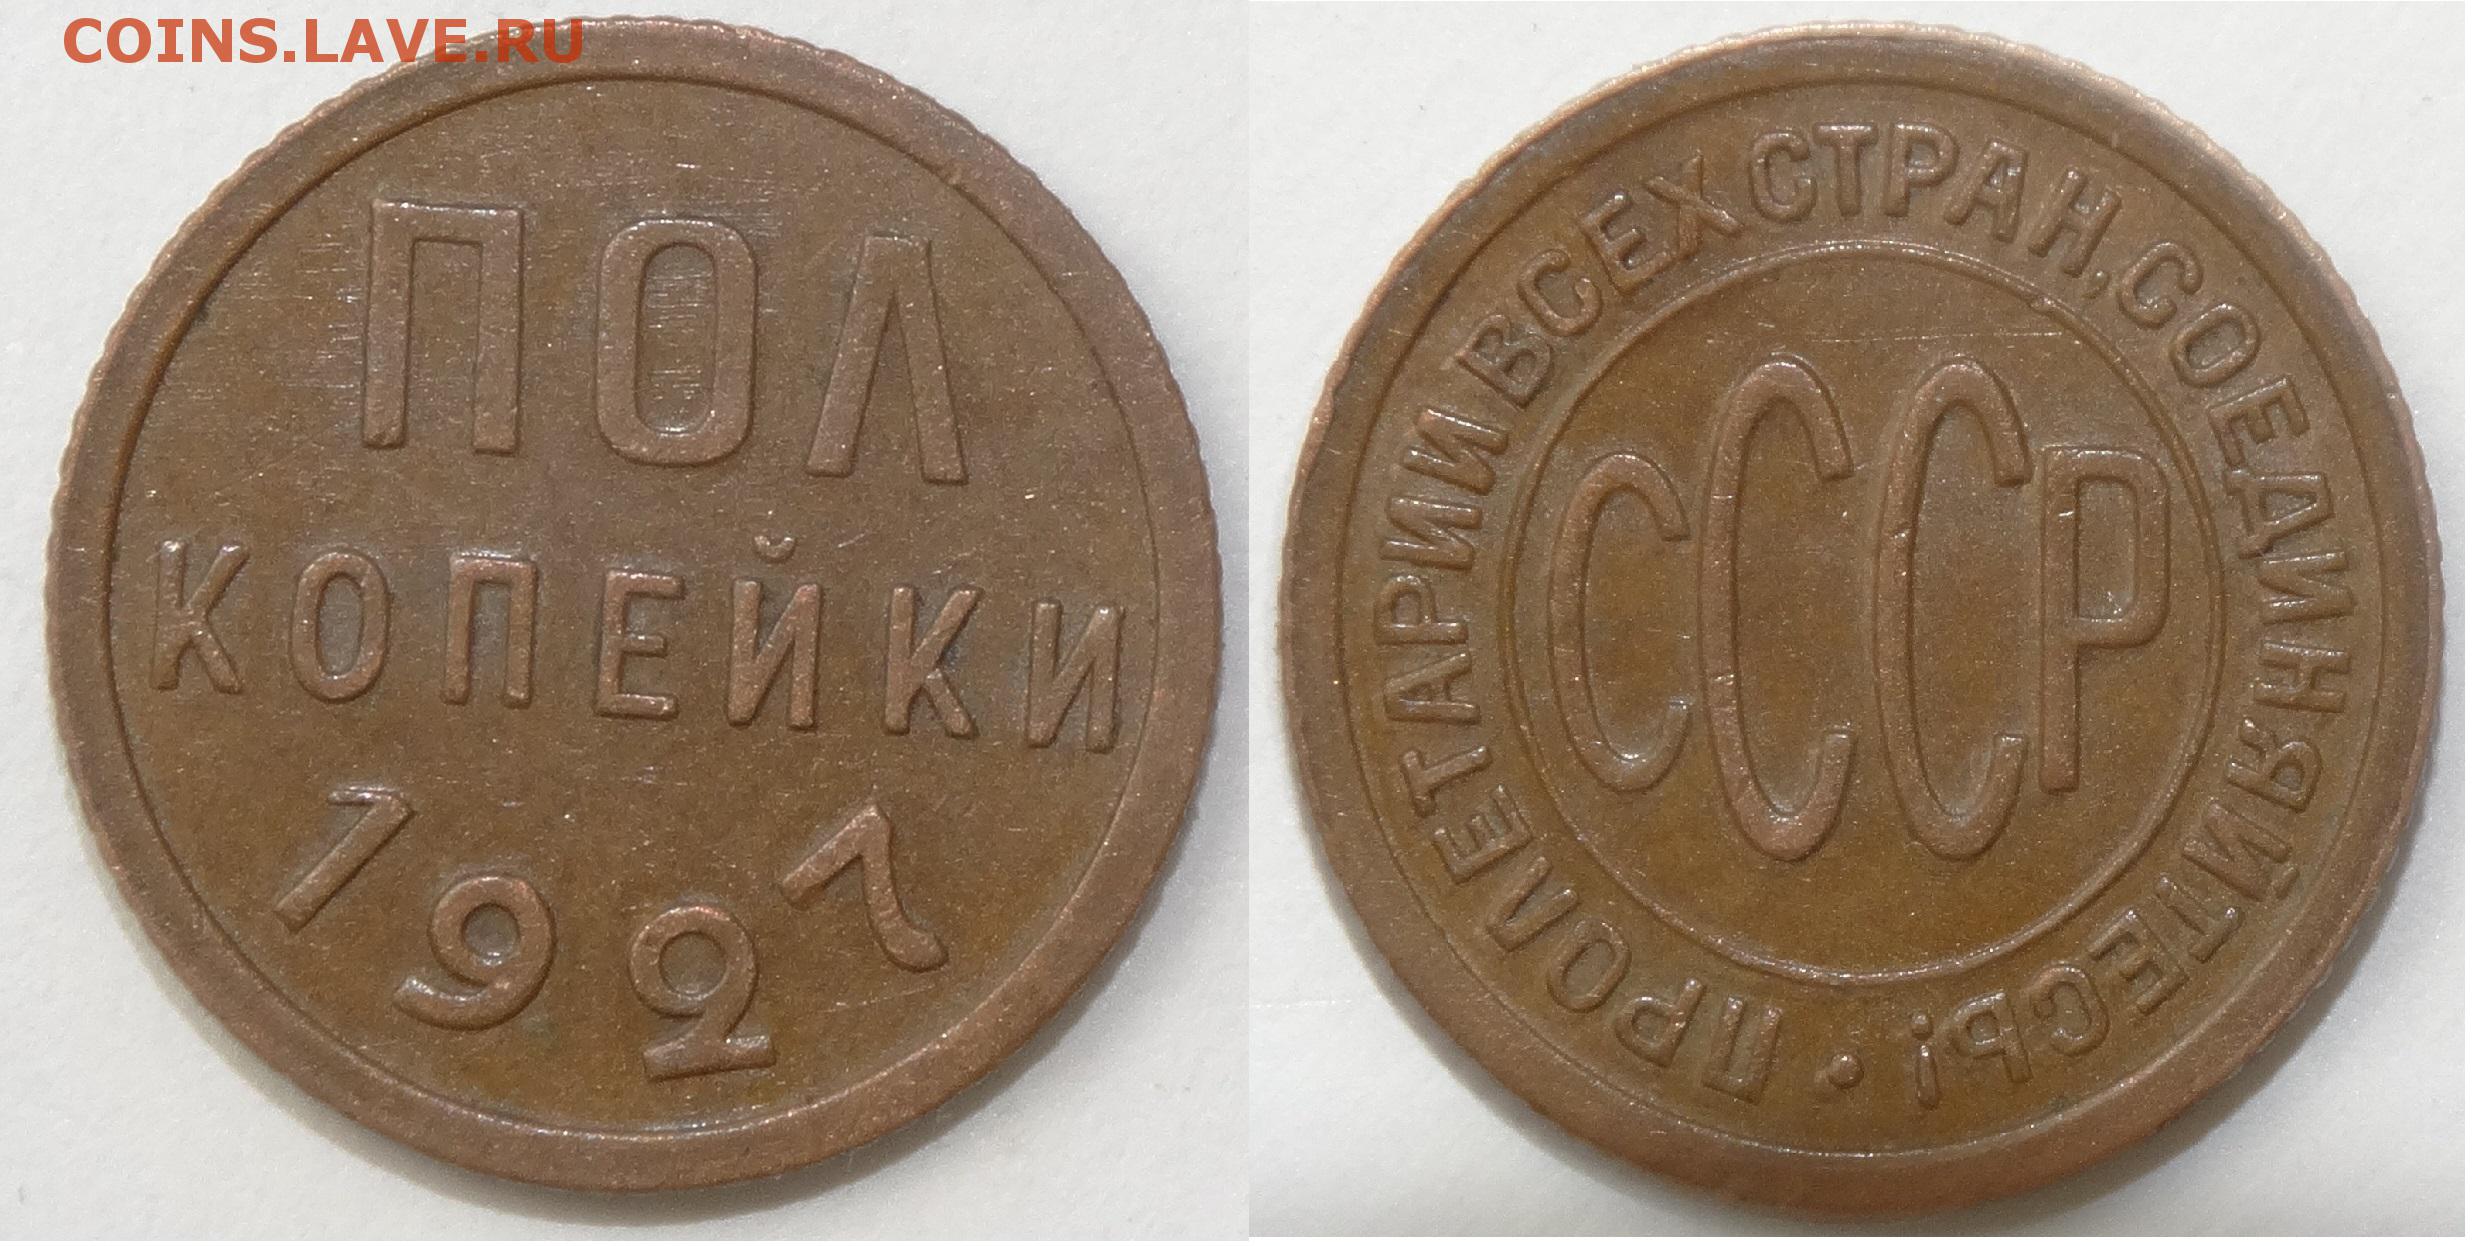 COINS.LAVE.RU
ПОЛ
КОПЕЙКИ
1927
ПРОЛЕТАРИИ ВСЕХ СТРАН, СОЕДИНЯЙТЕСЬ!
СССР